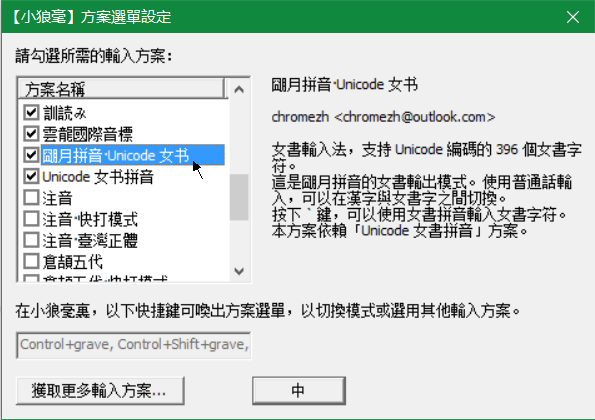 【小狼毫】方案選單設定
請勾選所需的輸入方案：
方案名稱
訓読み
雲龍國際音標
朙月拼音·Unicode 女书
Unicode 女书拼音
注音
注音·快打模式
注音·臺灣正體
倉頡五代
倉頡五代·快打模式
朙月拼音·Unicode 女书
chromezh <chromezh@outlook.com>
女書輸入法，支持 Unicode 編碼的 396 個女書字
符。
這是朙月拼音的女書輸出模式。使用普通話輸
入，可以在漢字與女書字之間切換。
按下 ` 鍵，可以使用女書拼音輸入女書字符。
本方案依賴「Unicode 女書拼音」方案。
在小狼毫裏，以下快捷鍵可喚出方案選單，以切換模式或選用其他輸入方案。
Control+grave, Control+Shift+grave,
獲取更多輸入方案...
中